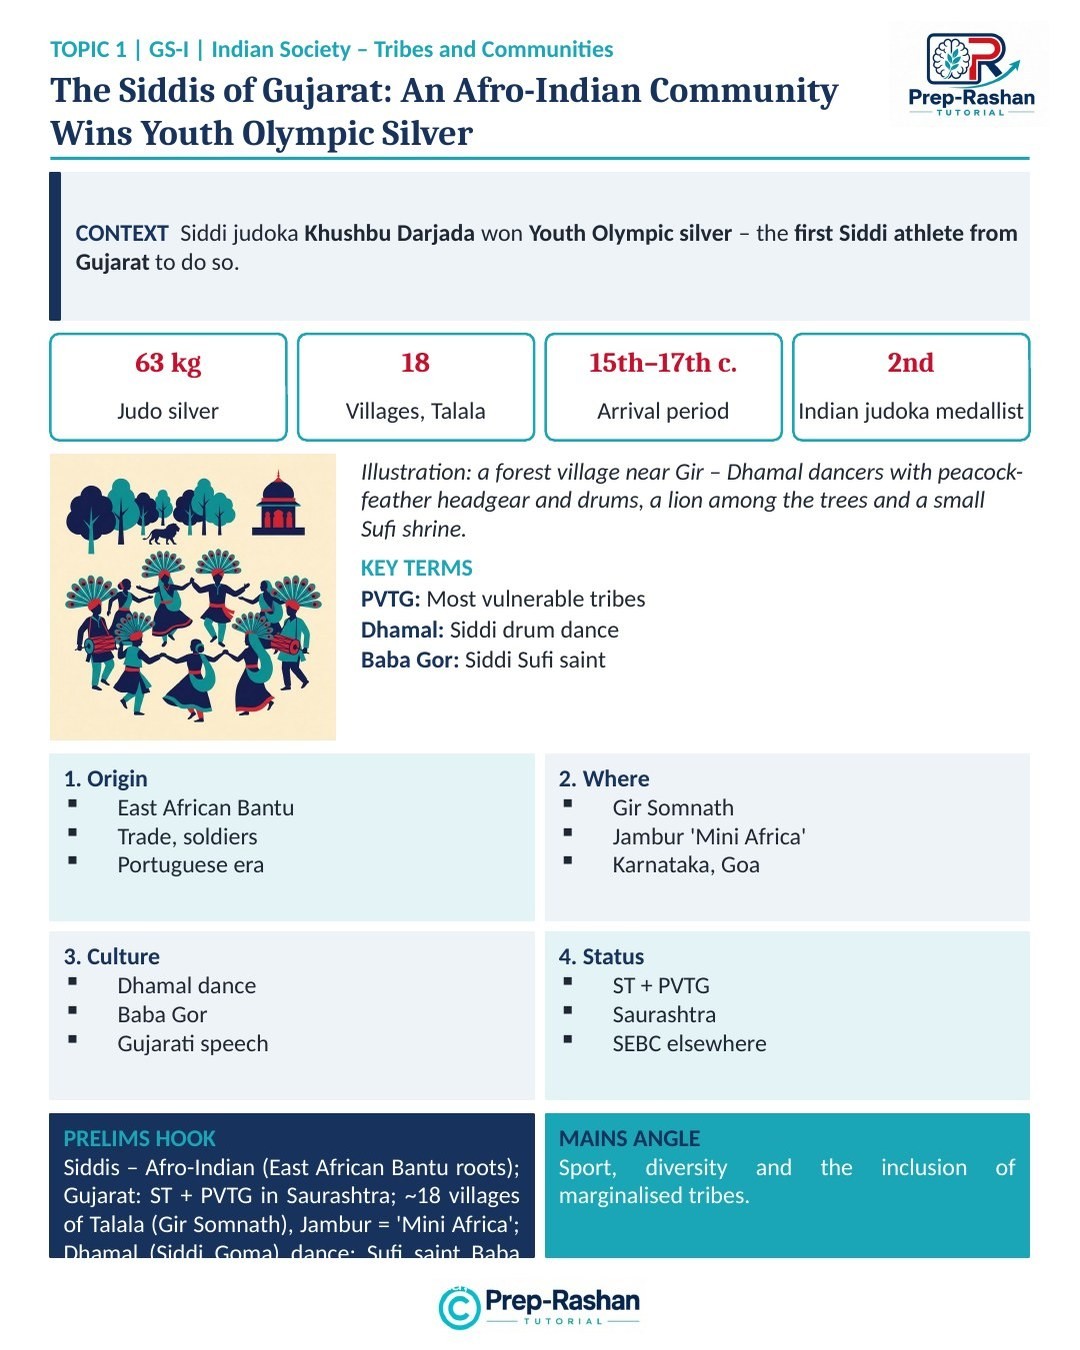 TOPIC 1 | GS-I | Indian Society – Tribes and Communities
The Siddis of Gujarat: An Afro-Indian Community
Wins Youth Olympic Silver
Prep-Rashan
TUTORIAL
CONTEXT Siddi judoka Khushbu Darjada won Youth Olympic silver – the first Siddi athlete from
Gujarat to do so.
63 kg
Judo silver
18
Villages, Talala
15th–17th c.
Arrival period
2nd
Indian judoka medallist
Illustration: a forest village near Gir – Dhamal dancers with peacock-
feather headgear and drums, a lion among the trees and a small
Sufi shrine.
KEY TERMS
PVTG: Most vulnerable tribes
Dhamal: Siddi drum dance
Baba Gor: Siddi Sufi saint
1. Origin
▪ East African Bantu
▪ Trade, soldiers
▪ Portuguese era
2. Where
▪ Gir Somnath
▪ Jambur 'Mini Africa'
▪ Karnataka, Goa
3. Culture
▪ Dhamal dance
▪ Baba Gor
▪ Gujarati speech
4. Status
▪ ST + PVTG
▪ Saurashtra
▪ SEBC elsewhere
PRELIMS HOOK
Siddis – Afro-Indian (East African Bantu roots);
Gujarat: ST + PVTG in Saurashtra; ~18 villages
of Talala (Gir Somnath), Jambur = 'Mini Africa';
Dhamal (Siddi Goma) dance; Sufi saint Baba
MAINS ANGLE
Sport, diversity and the inclusion of
marginalised tribes.
© Prep-Rashan
TUTORIAL